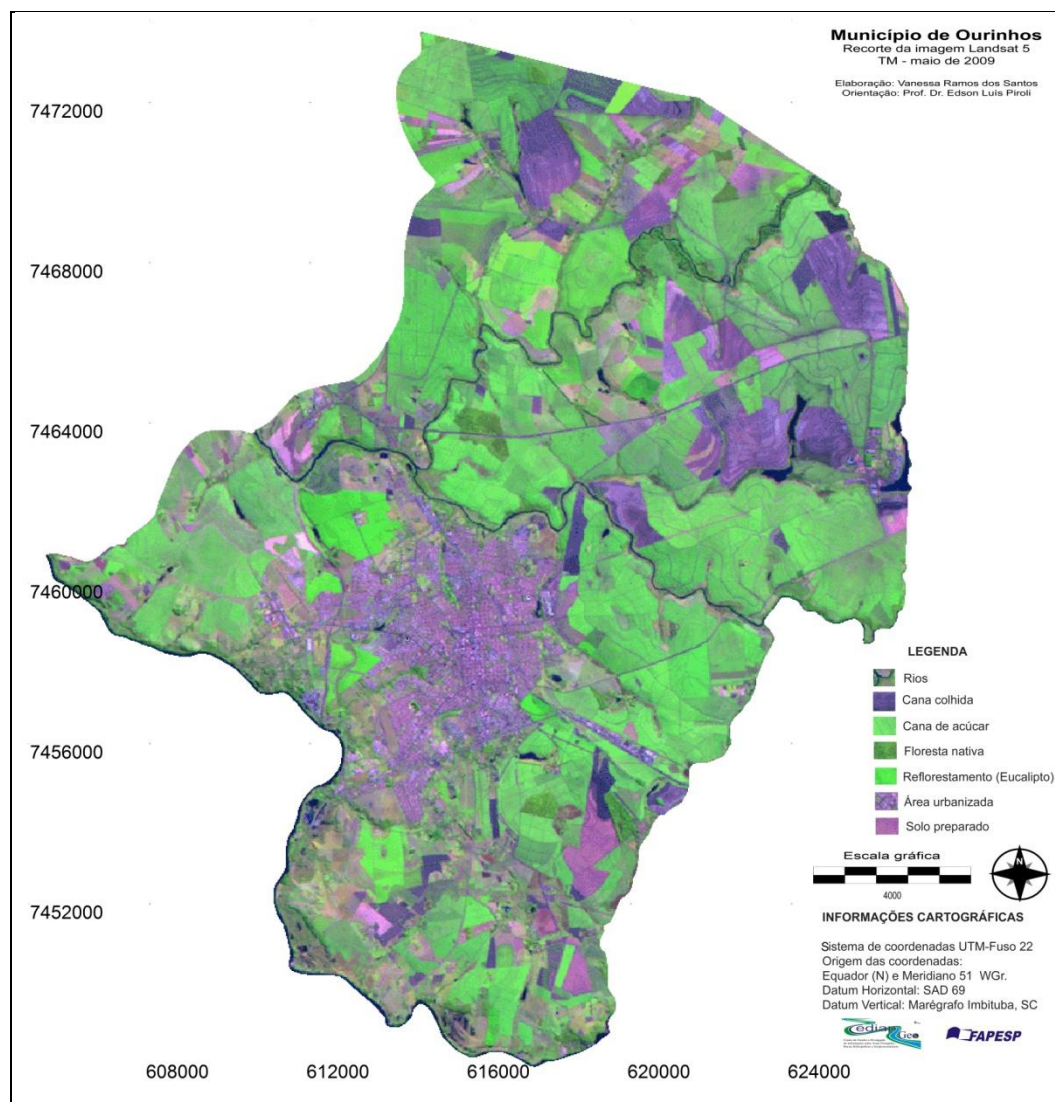 Município de Ourinhos
Recorte da imagem Landsat 5
TM - maio de 2009
Elaboração: Vanessa Ramos dos Santos
Orientação: Prof. Dr. Edson Luís Piroli
7472000
7468000
7464000
7460000
7456000
7452000
608000
612000
616000
620000
624000
LEGENDA
Rios
Cana colhida
Cana de acúcar
Floresta nativa
Reflorestamento (Eucalipto)
Área urbanizada
Solo preparado
Escala gráfica
4000
N
INFORMAÇÕES CARTOGRÁFICAS
Sistema de coordenadas UTM-Fuso 22
Origem das coordenadas:
Equador (N) e Meridiano 51 WGr.
Datum Horizontal: SAD 69
Datum Vertical: Marégrafo Imbituba, SC
Geo
FAPESP